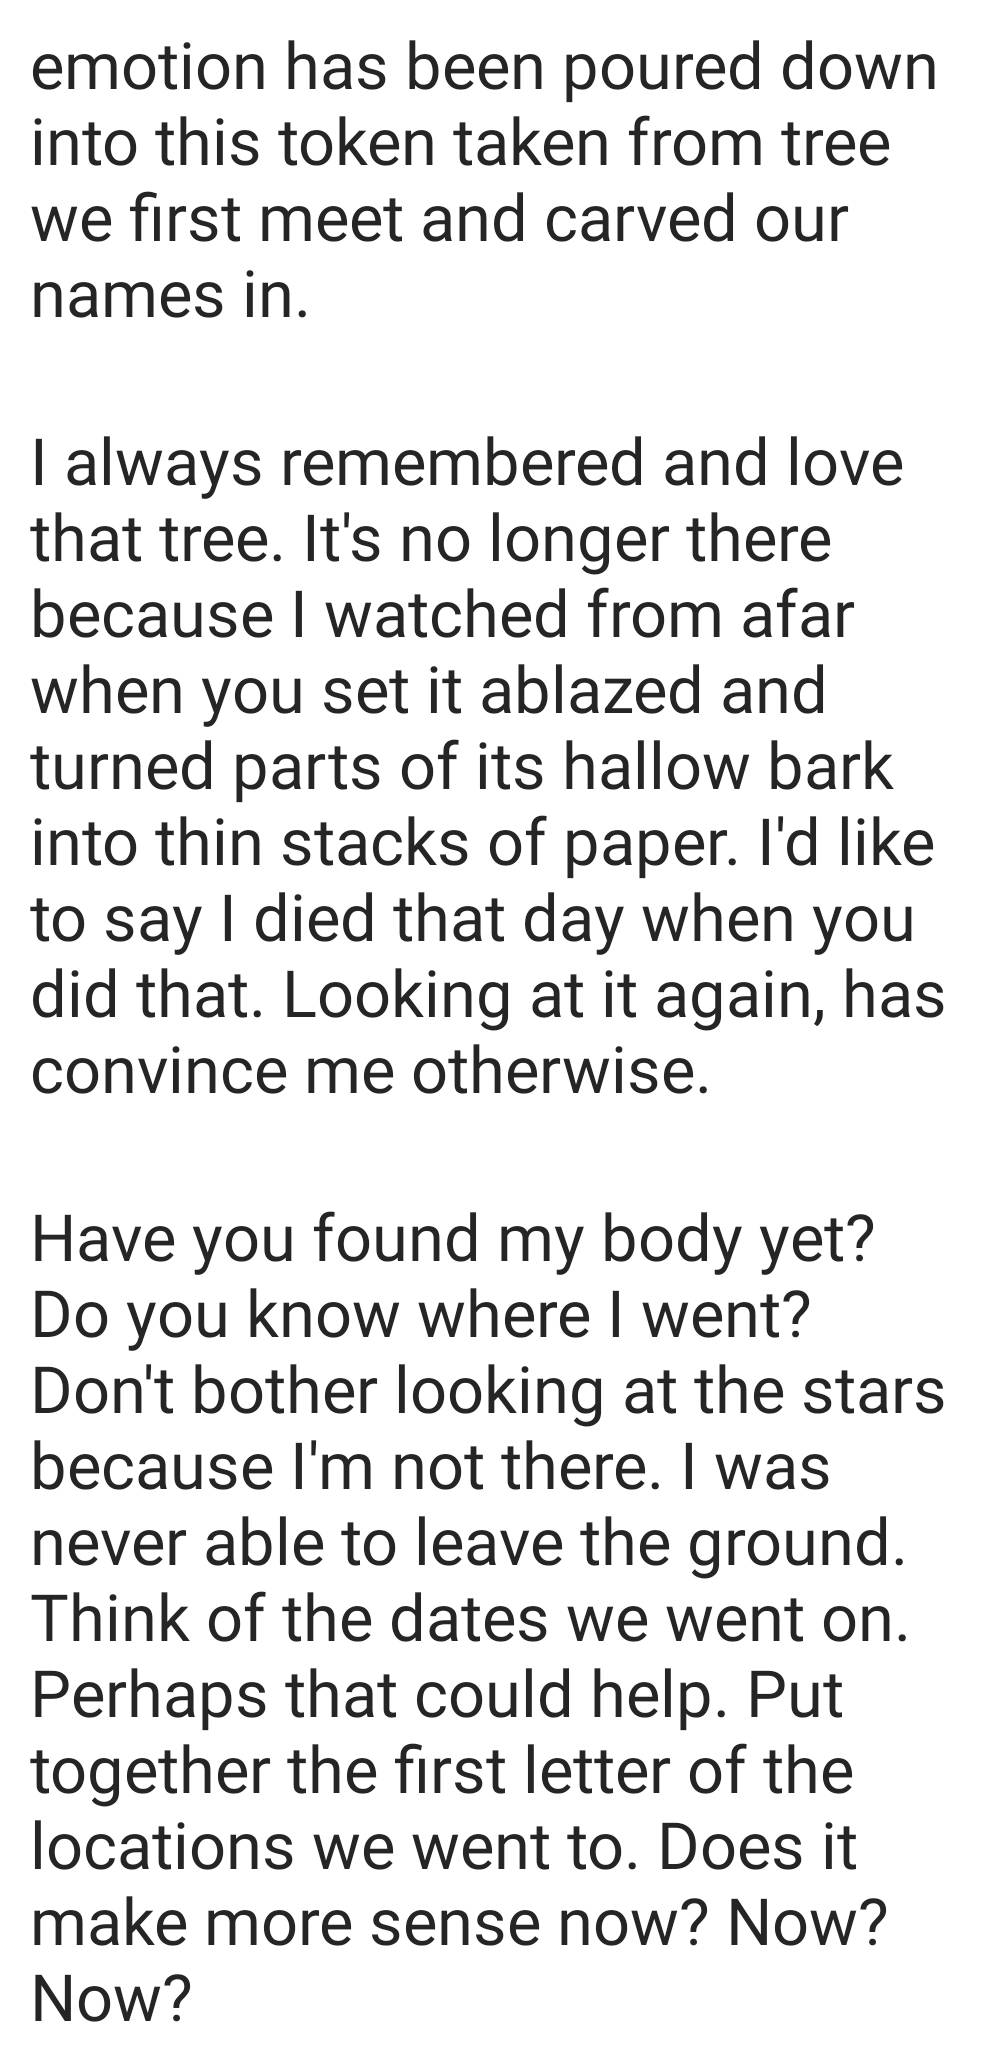 emotion has been poured down
into this token taken from tree
we first meet and carved our
names in.
I always remembered and love
that tree. It's no longer there
because I watched from afar
when you set it ablazed and
turned parts of its hallow bark
into thin stacks of paper. I'd like
to say I died that day when you
did that. Looking at it again, has
convince me otherwise.
Have you found my body yet?
Do you know where I went?
Don't bother looking at the stars
because I'm not there. I was
never able to leave the ground.
Think of the dates we went on.
Perhaps that could help. Put
together the first letter of the
locations we went to. Does it
make more sense now? Now?
Now?